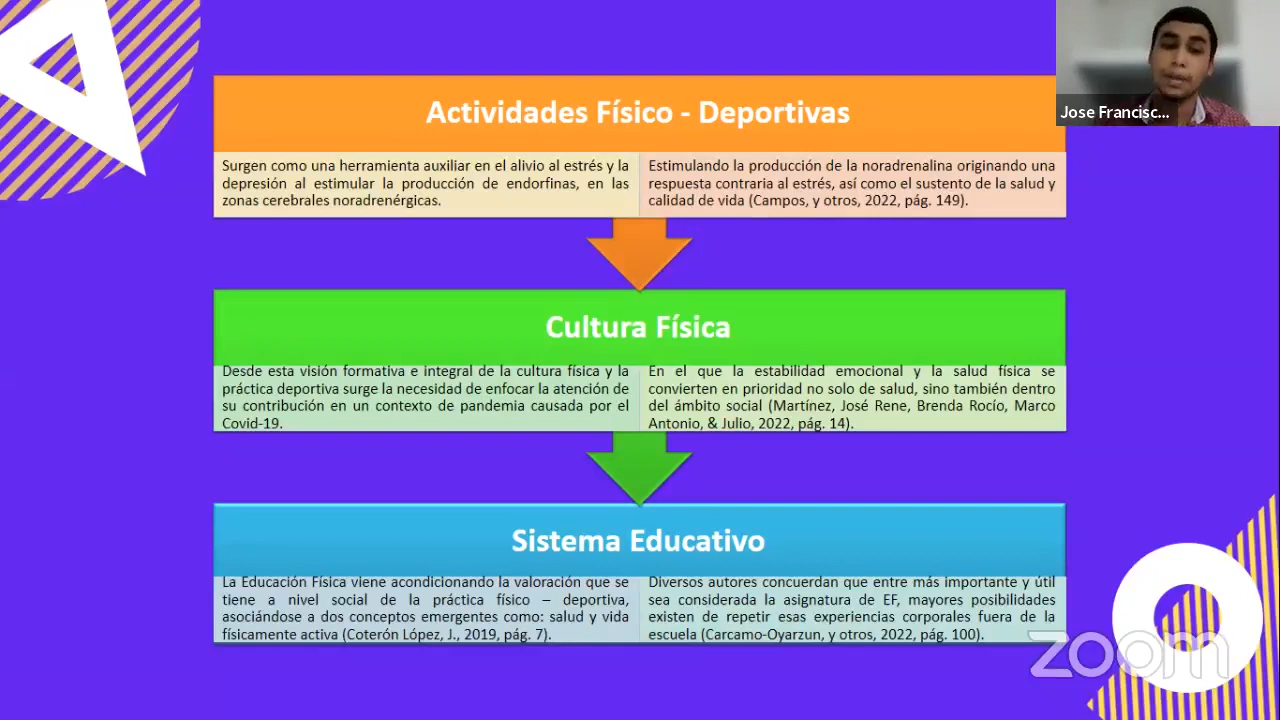 Jose Francisc...
Actividades Físico - Deportivas
Surgen como una herramienta auxiliar en el alivio al estrés y la
depresión al estimular la producción de endorfinas, en las
zonas cerebrales noradrenérgicas.
Estimulando la producción de la noradrenalina originando una
respuesta contraria al estrés, así como el sustento de la salud y
calidad de vida (Campos, y otros, 2022, pág. 149).
Cultura Física
Desde esta visión formativa e integral de la cultura física y la
práctica deportiva surge la necesidad de enfocar la atención de
su contribución en un contexto de pandemia causada por el
Covid-19.
En el que la estabilidad emocional y la salud física se
convierten en prioridad no solo de salud, sino también dentro
del ámbito social (Martínez, José Rene, Brenda Rocío, Marco
Antonio, & Julio, 2022, pág. 14).
Sistema Educativo
La Educación Física viene acondicionando la valoración que se
tiene a nivel social de la práctica físico – deportiva,
asociándose a dos conceptos emergentes como: salud y vida
físicamente activa (Coterón López, J., 2019, pág. 7).
Diversos autores concuerdan que entre más importante y útil
sea considerada la asignatura de EF, mayores posibilidades
existen de repetir esas experiencias corporales fuera de la
escuela (Carcamo-Oyarzun, y otros, 2022, pág. 100).
zoom